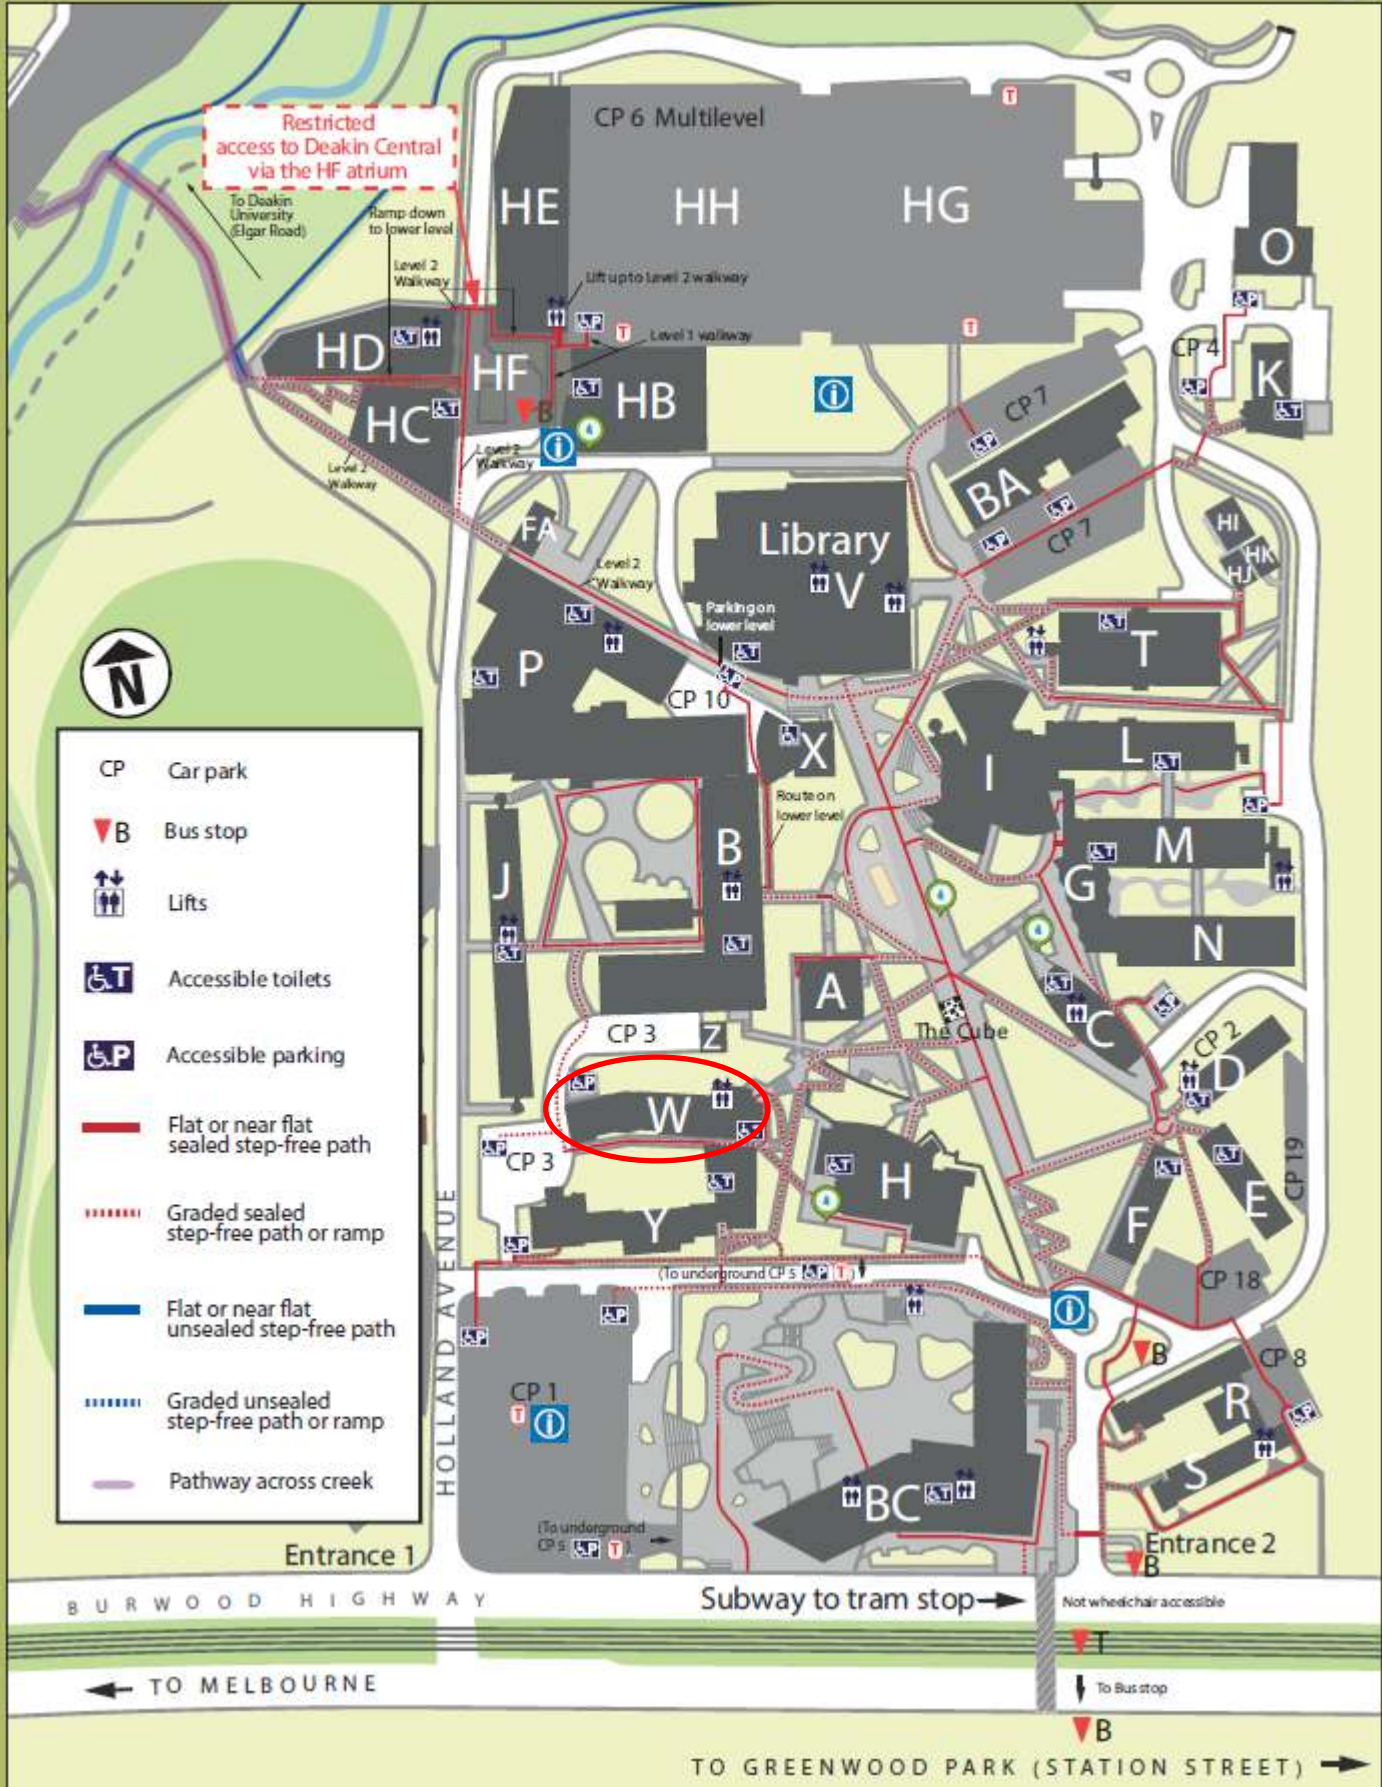 CP 6 Multilevel
T
Restricted
access to Deakin Central
via the HF atrium
HE
HH
HG
To Deakin
University
(Elgar Road)
Ramp down
to lower level
O
Level 2
Walkway
Lift up to Level 2 walkway
P
P
T
T
Level 1 walkway
HD
T
HF
CP 4
K
P
T
T
HB
i
CP 7
B
HC
T
4
i
P
Level 2
Walkway
Level 2
Walkway
BA
P
P
CP 7
FA
Library
V
HI
HK
HJ
Level 2
Walkway
Parking on
lower level
T
T
T
N
P
T
T
P
CP 10
X
L
T
I
CP Car park
Route on
lower level
P
B Bus stop
B
M
T
J
G
Lifts
4
4
T
T
N
T Accessible toilets
A
T
C
P
The Cube
CP 3
Z
CP 2
D
P Accessible parking
P
W
T
T
Flat or near flat
sealed step-free path
P
CP 3
T
H
T
T
CP 19
E
F
Y
T
4
Graded sealed
step-free path or ramp
P
(To underground CP 5 P T )
CP 18
Flat or near flat
unsealed step-free path
P
P
i
B
CP 8
HOLLAND AVENUE
CP 1
T
i
R
P
Graded unsealed
step-free path or ramp
S
Pathway across creek
BC
T
(To underground
CP 5 P T )
Entrance 1
Entrance 2
B
BURWOOD HIGHWAY
Subway to tram stop
Not wheelchair accessible
T
TO MELBOURNE
To Bus stop
B
TO GREENWOOD PARK (STATION STREET)